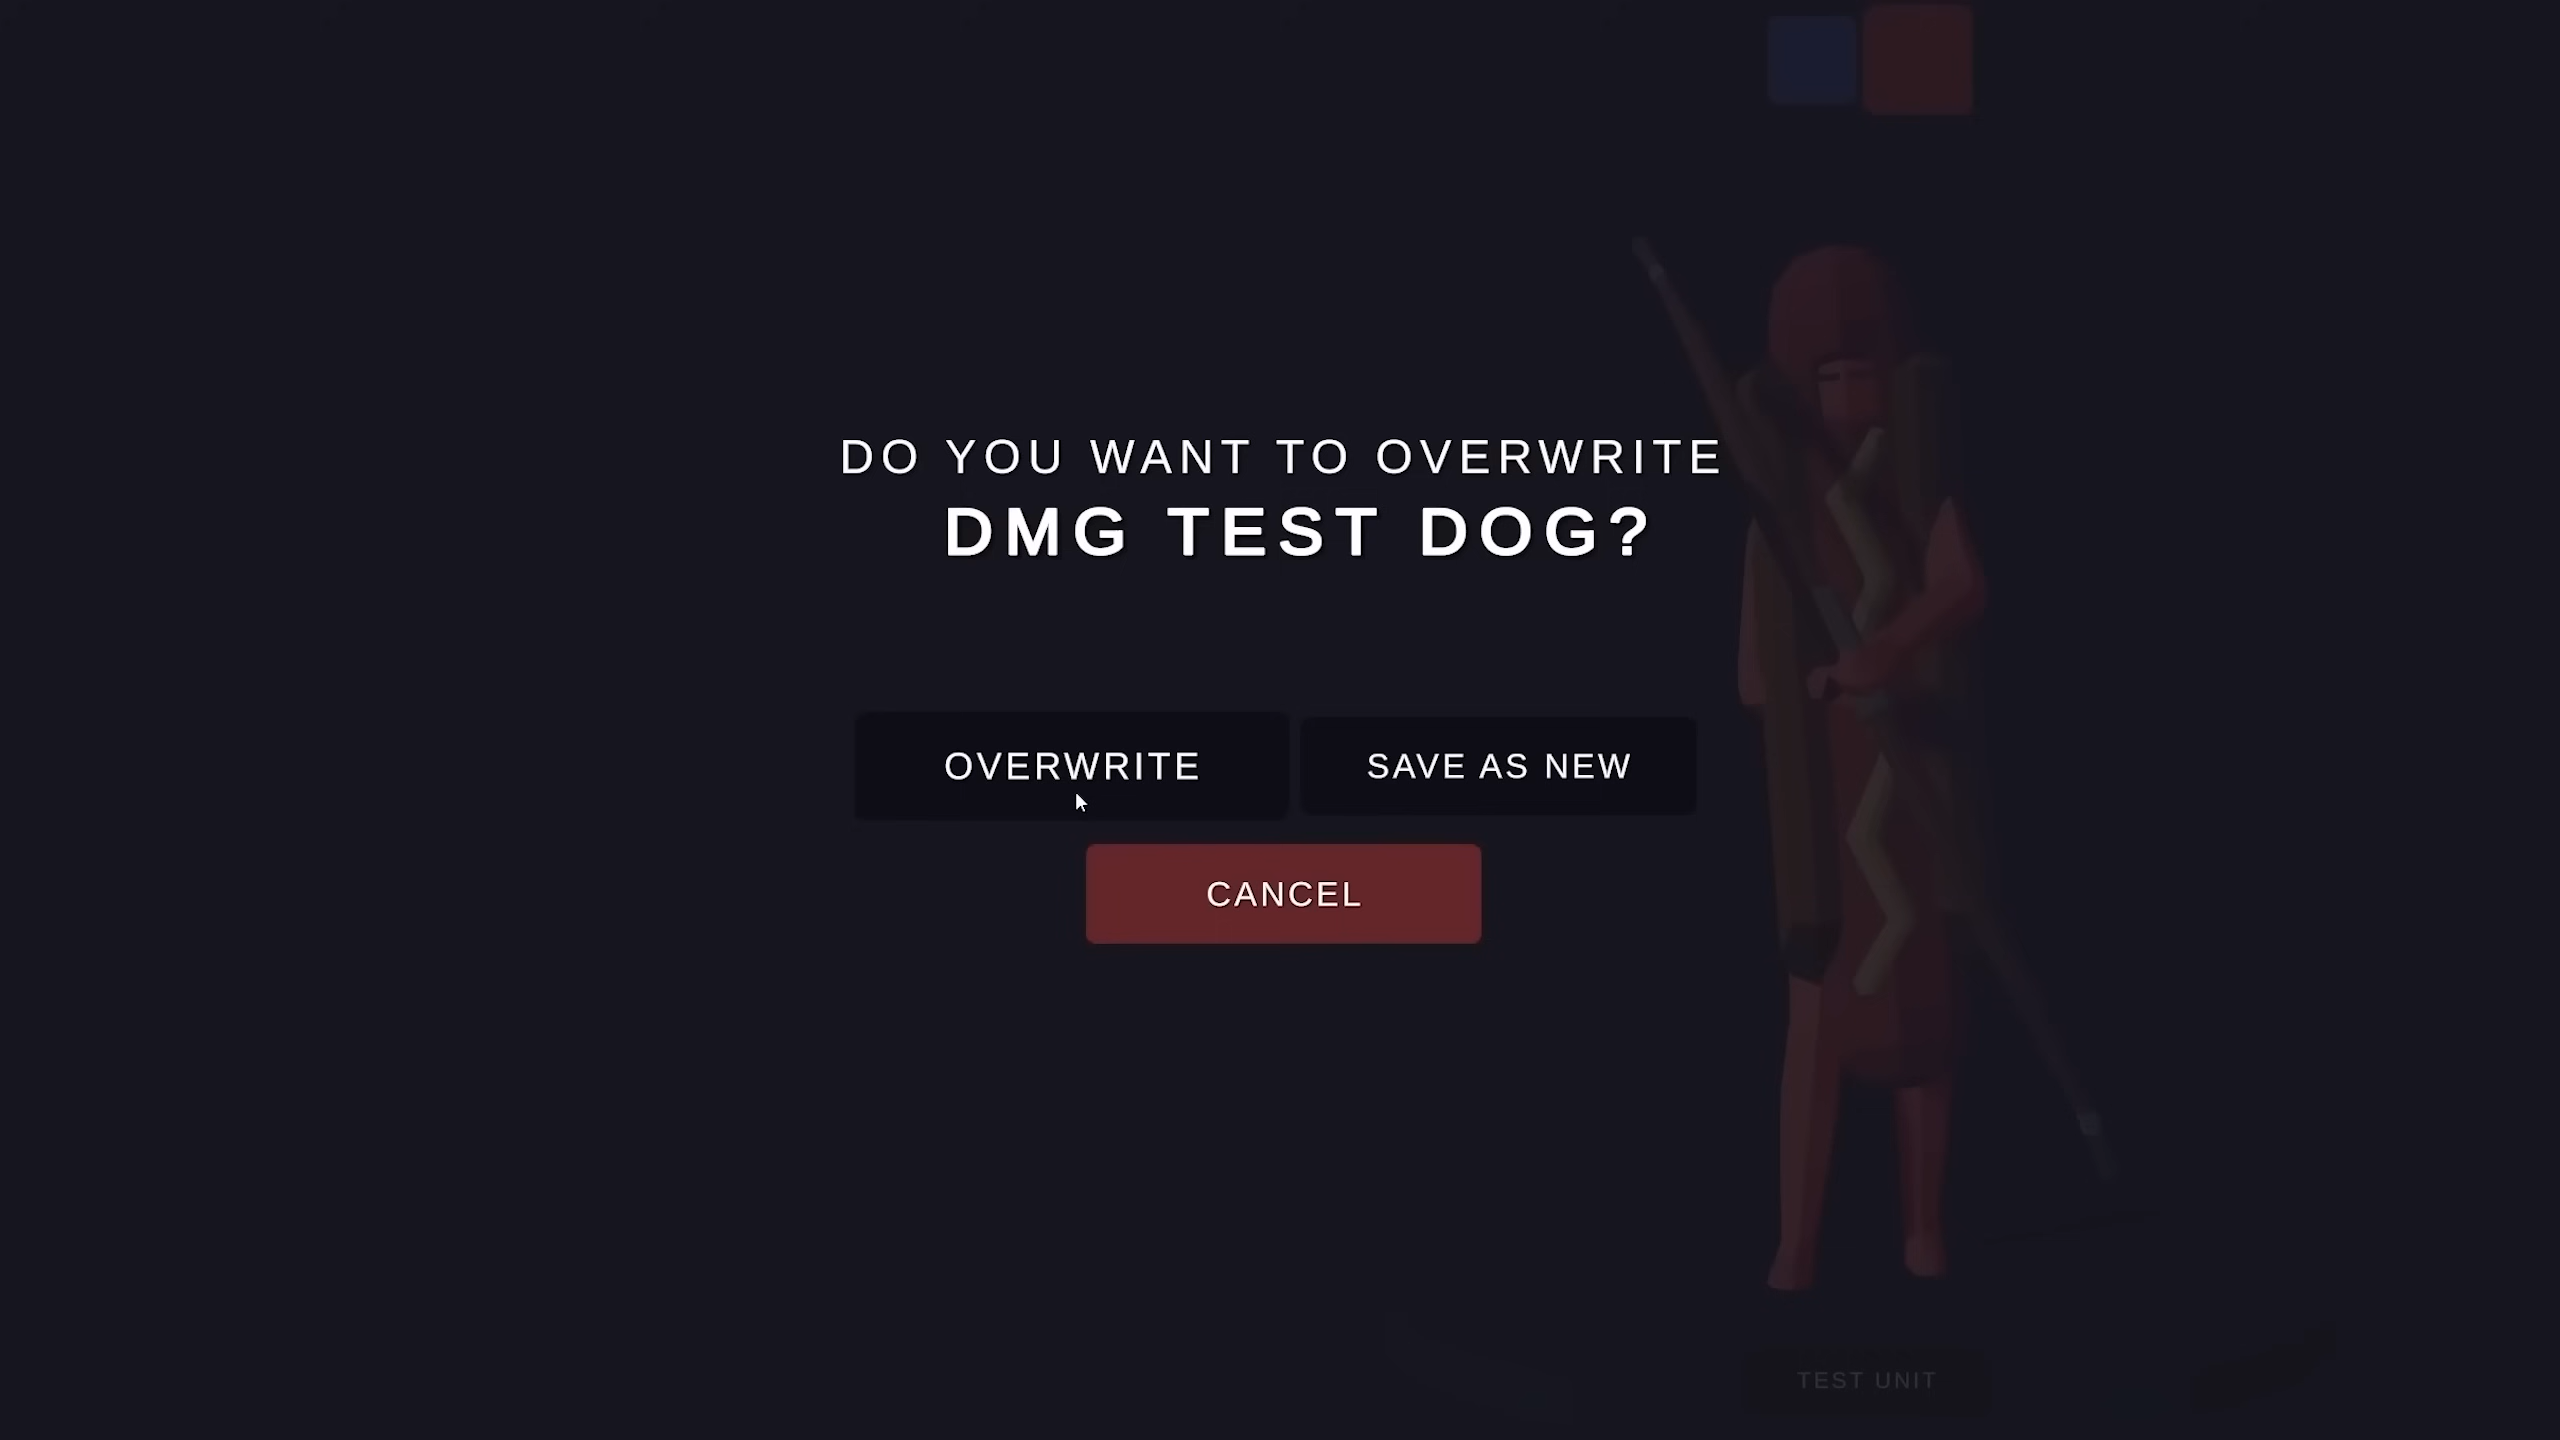 DO YOU WANT TO OVERWRITE
DMG TEST DOG?
OVERWRITE
SAVE AS NEW
CANCEL
TEST UNIT